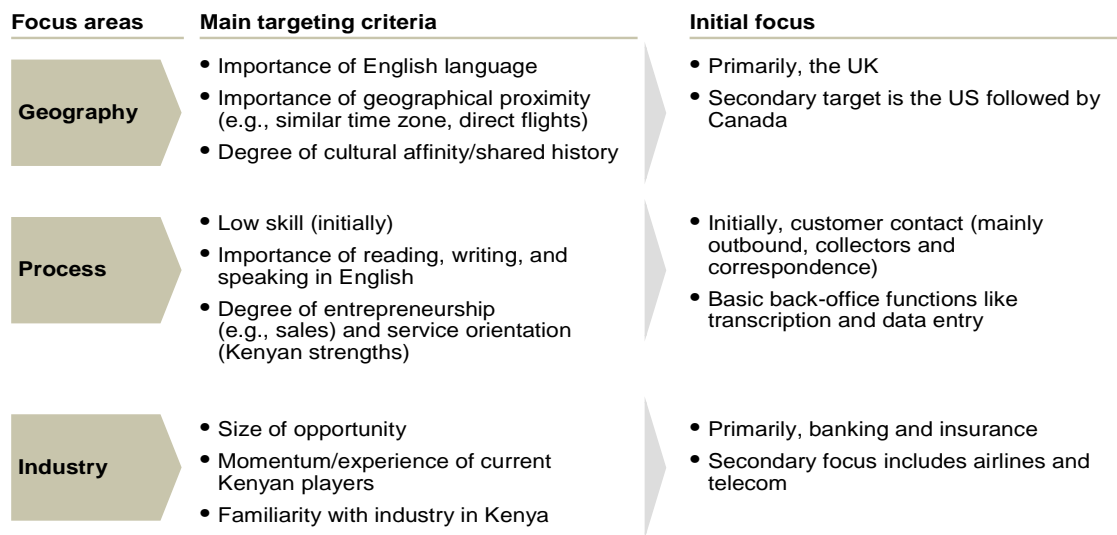 Focus areas
Main targeting criteria
Initial focus
Geography
• Importance of English language
• Importance of geographical proximity
(e.g., similar time zone, direct flights)
• Degree of cultural affinity/shared history
• Primarily, the UK
• Secondary target is the US followed by
Canada
Process
• Low skill (initially)
• Importance of reading, writing, and
speaking in English
• Degree of entrepreneurship
(e.g., sales) and service orientation
(Kenyan strengths)
• Initially, customer contact (mainly
outbound, collectors and
correspondence)
• Basic back-office functions like
transcription and data entry
Industry
• Size of opportunity
• Momentum/experience of current
Kenyan players
• Familiarity with industry in Kenya
• Primarily, banking and insurance
• Secondary focus includes airlines and
telecom